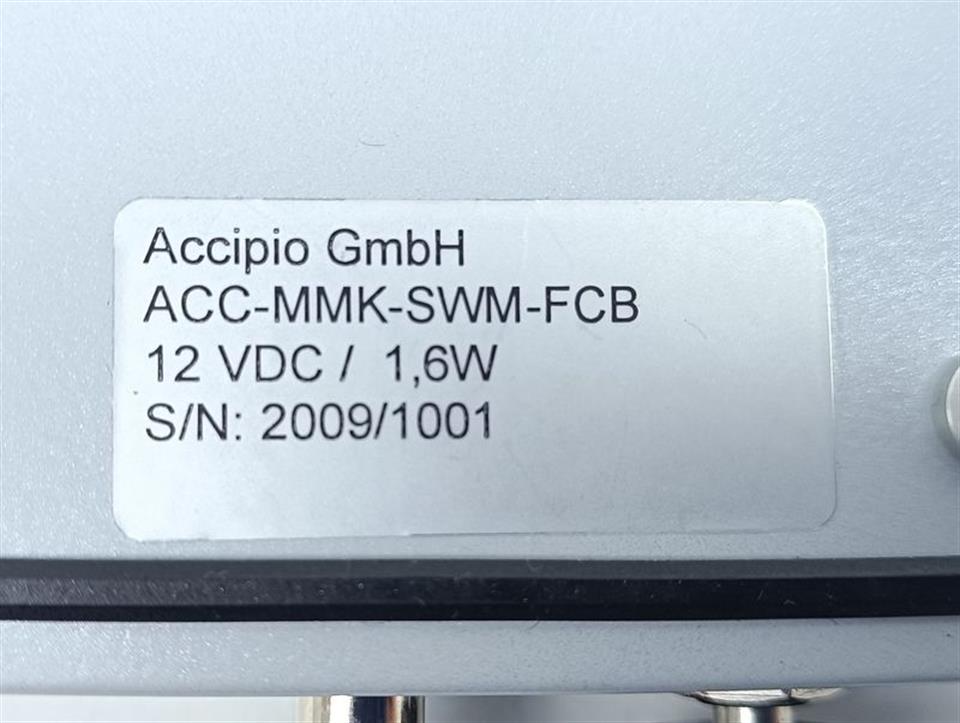 Accipio GmbH
ACC-MMK-SWM-FCB
12 VDC / 1,6W
S/N: 2009/1001